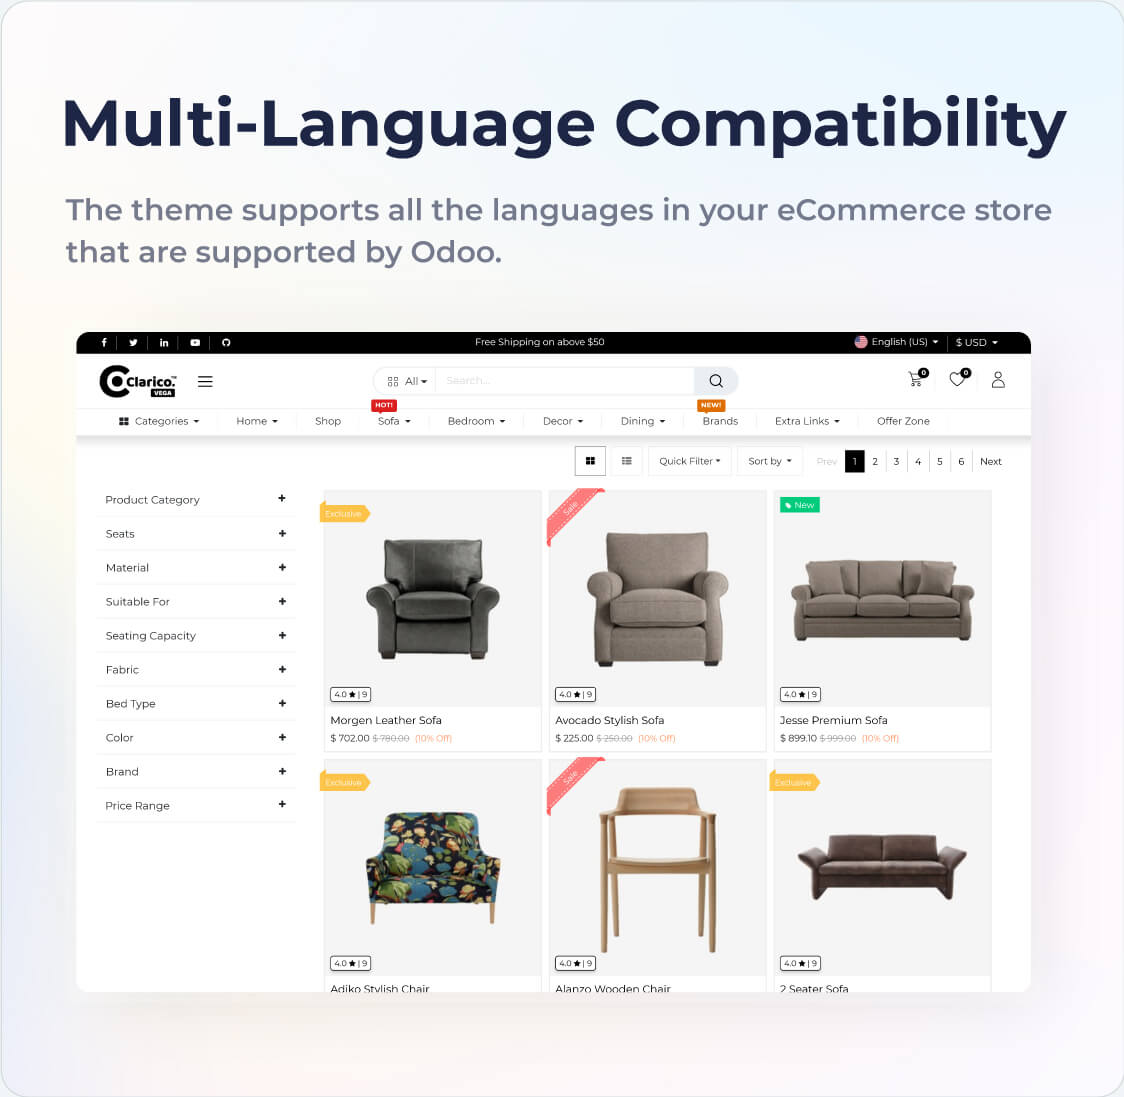 Multi-Language Compatibility
The theme supports all the languages in your eCommerce store
that are supported by Odoo.
Free Shipping on above $50
English (US)
$ USD
Clarico.™
VEGA
All
Search...
0
0
HOT!
NEW!
Categories
Home
Shop
Sofa
Bedroom
Decor
Dining
Brands
Extra Links
Offer Zone
Quick Filter
Sort by
Prev 1 2 3 4 5 6 Next
Product Category +
Seats +
Material +
Suitable For +
Seating Capacity +
Fabric +
Bed Type +
Color +
Brand +
Price Range +
Exclusive
4.0 ★ | 9
Morgen Leather Sofa
$ 702.00 $ 780.00 (10% Off)
Sale
4.0 ★ | 9
Avocado Stylish Sofa
$ 225.00 $ 250.00 (10% Off)
New
4.0 ★ | 9
Jesse Premium Sofa
$ 899.10 $ 999.00 (10% Off)
Exclusive
4.0 ★ | 9
Adiko Stylish Chair
Sale
4.0 ★ | 9
Alanzo Wooden Chair
Exclusive
4.0 ★ | 9
2 Seater Sofa